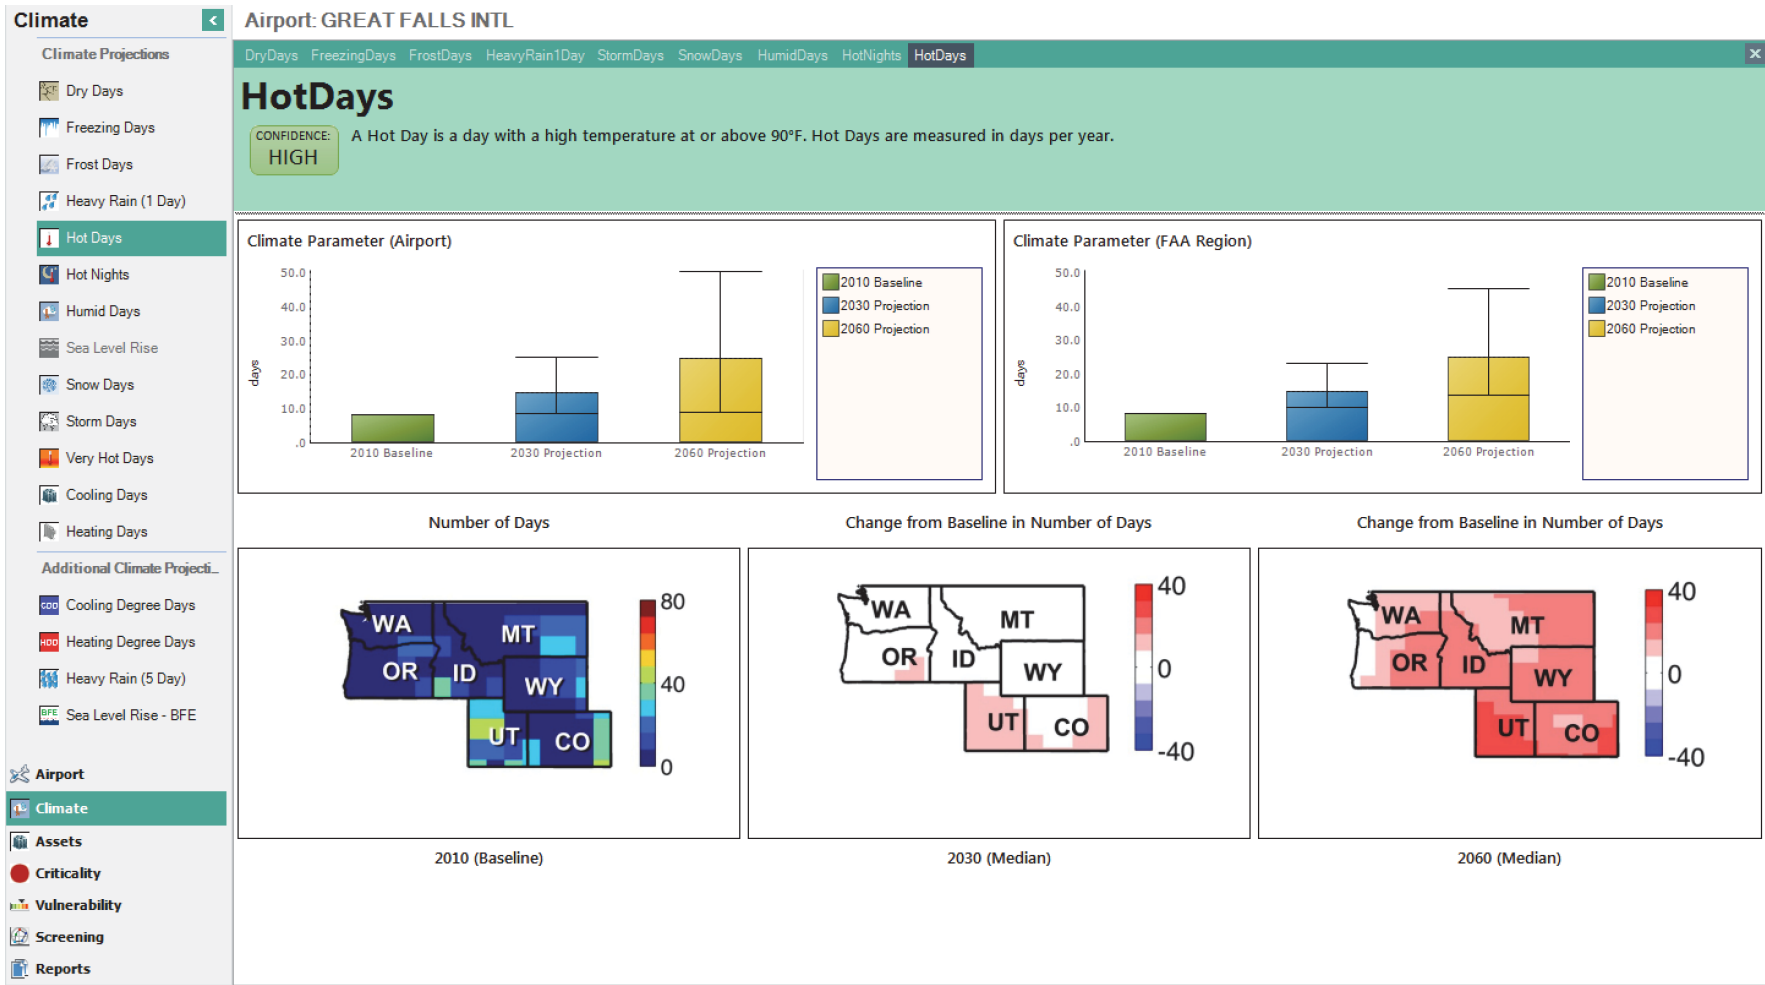 Climate
<
Climate Projections
Dry Days
Freezing Days
Frost Days
Heavy Rain (1 Day)
Hot Days
Hot Nights
Humid Days
Sea Level Rise
Snow Days
Storm Days
Very Hot Days
Cooling Days
Heating Days
Additional Climate Projecti...
CDD Cooling Degree Days
HDD Heating Degree Days
Heavy Rain (5 Day)
BFE Sea Level Rise - BFE
Airport
Climate
Assets
Criticality
Vulnerability
Screening
Reports
Airport: GREAT FALLS INTL
DryDays FreezingDays FrostDays HeavyRain1Day StormDays SnowDays HumidDays HotNights HotDays x
HotDays
CONFIDENCE:
HIGH
A Hot Day is a day with a high temperature at or above 90°F. Hot Days are measured in days per year.
Climate Parameter (Airport)
50.0
40.0
30.0
20.0
10.0
.0
days
2010 Baseline 2030 Projection 2060 Projection
2010 Baseline
2030 Projection
2060 Projection
Climate Parameter (FAA Region)
50.0
40.0
30.0
20.0
10.0
.0
days
2010 Baseline 2030 Projection 2060 Projection
2010 Baseline
2030 Projection
2060 Projection
Number of Days
WA
MT
OR
ID
WY
UT
CO
80
40
0
2010 (Baseline)
Change from Baseline in Number of Days
WA
MT
OR
ID
WY
UT
CO
40
0
-40
2030 (Median)
Change from Baseline in Number of Days
WA
MT
OR
ID
WY
UT
CO
40
0
-40
2060 (Median)